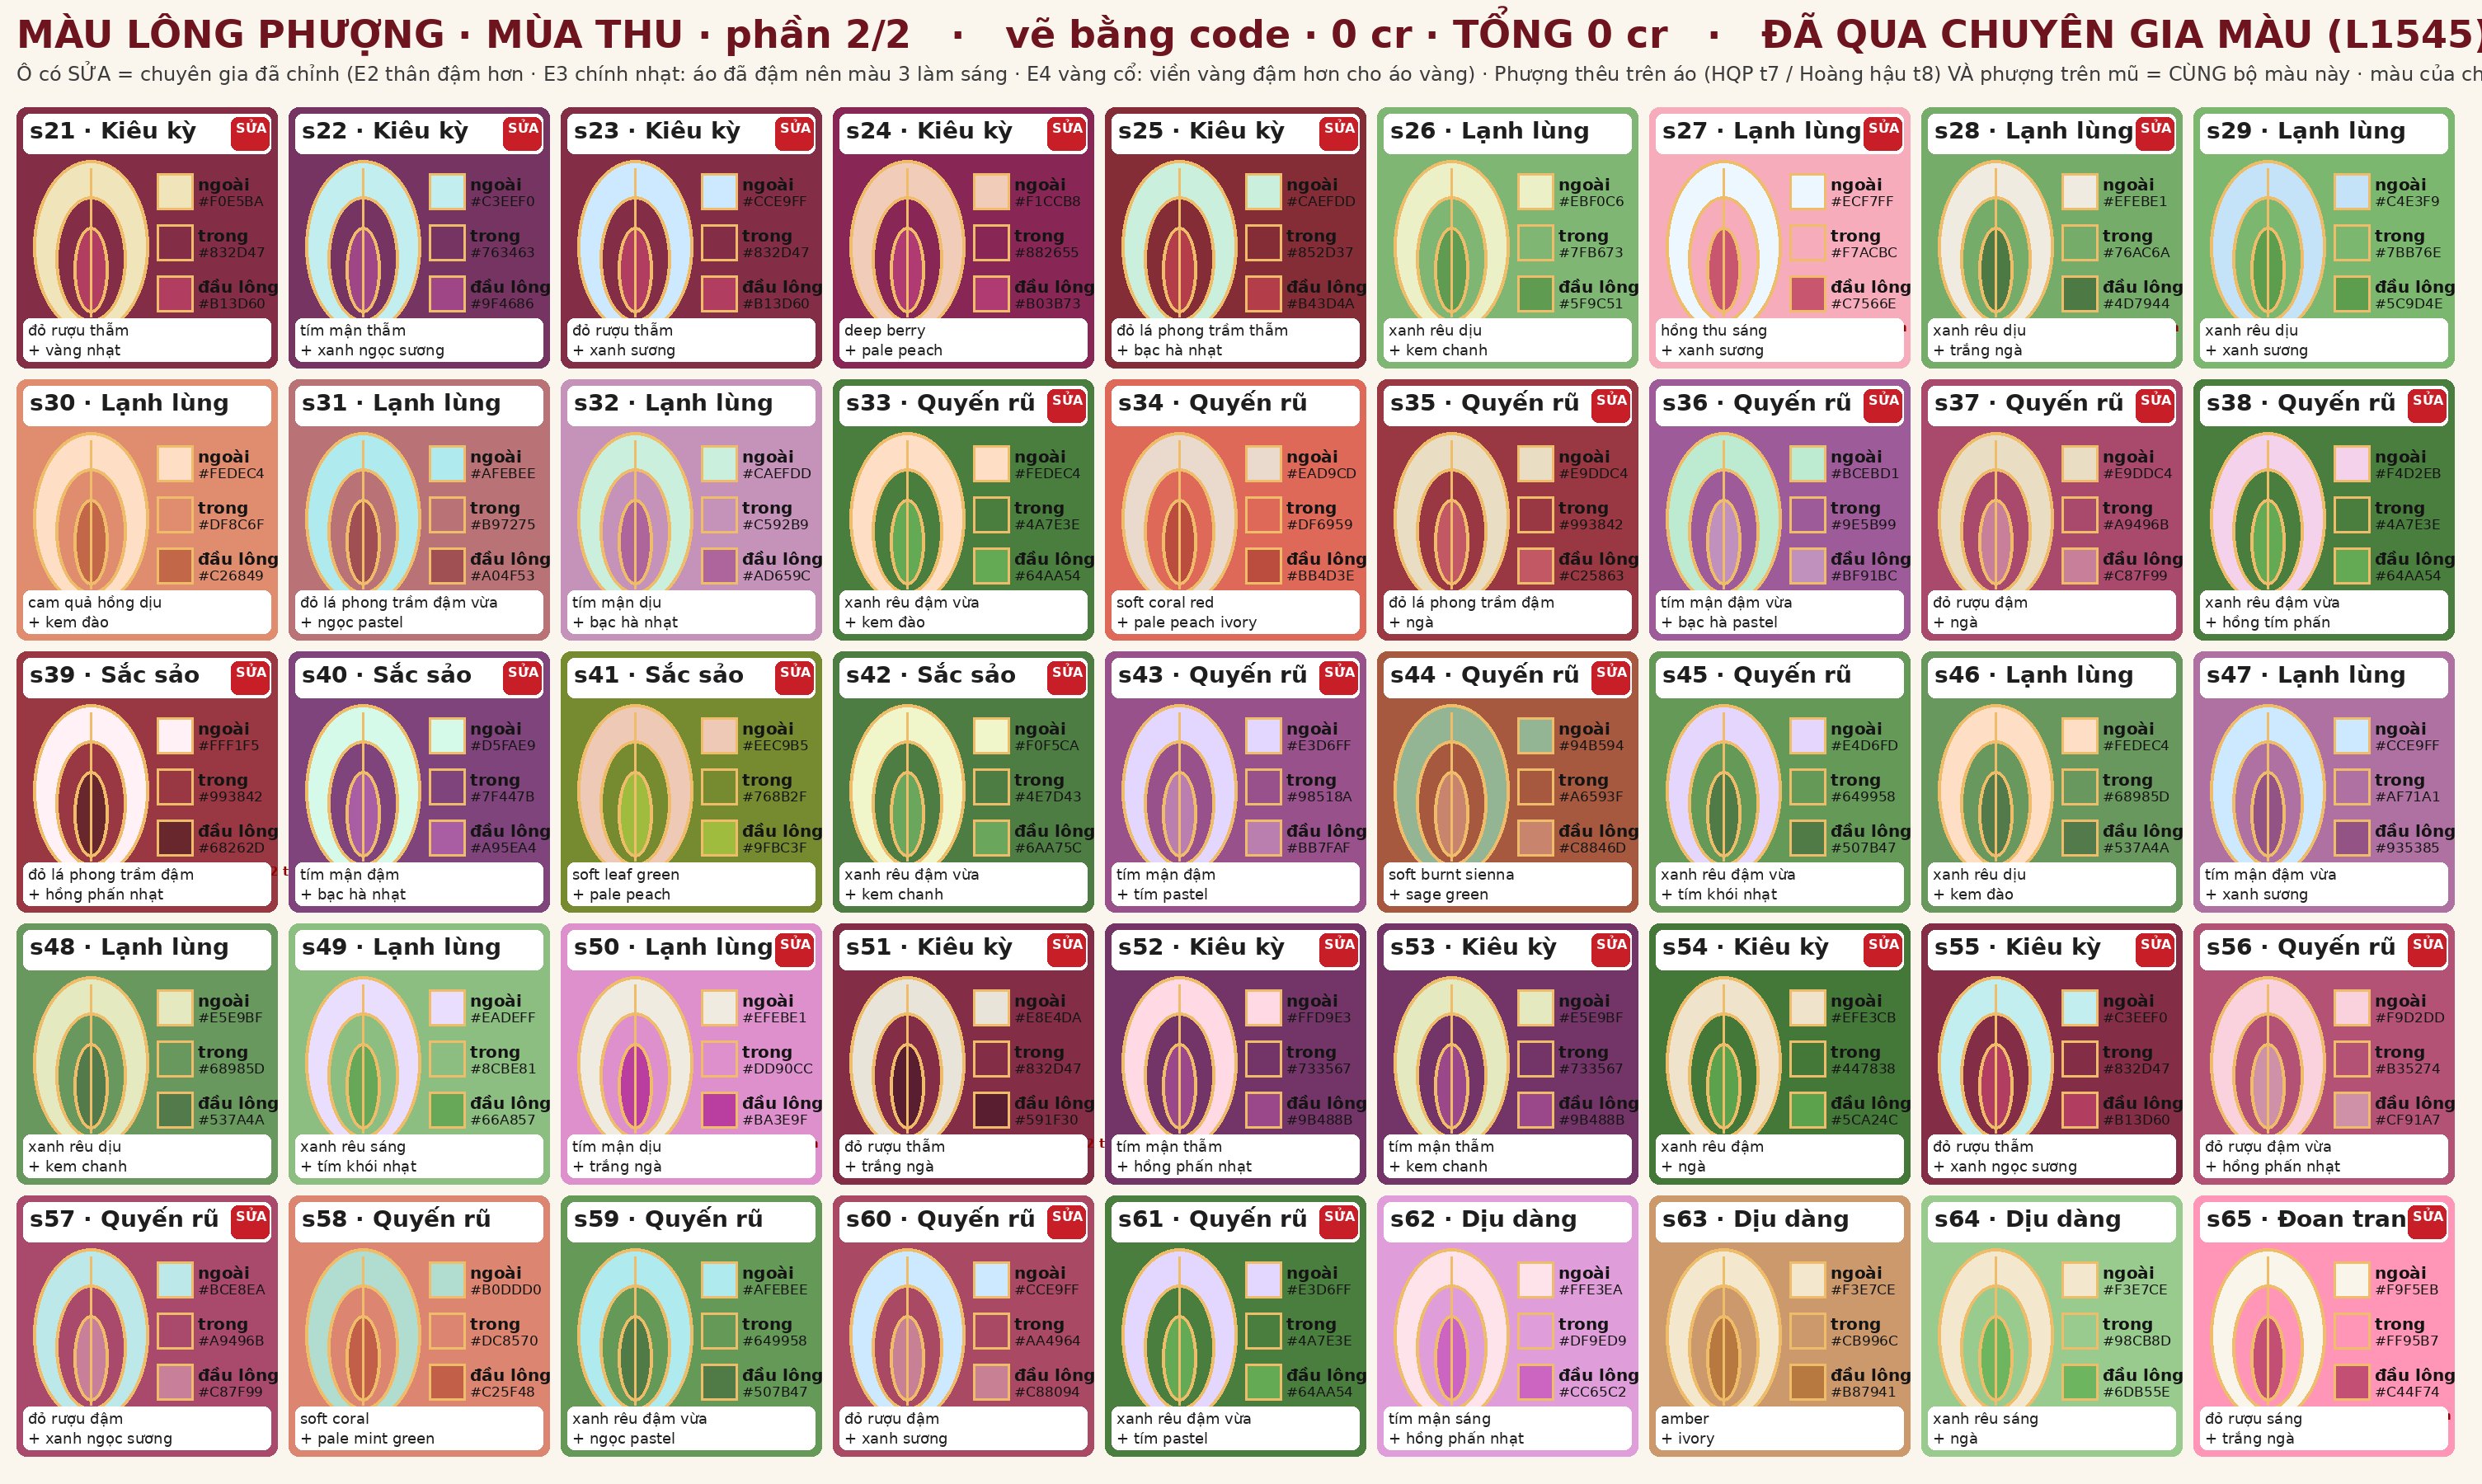 MÀU LÔNG PHƯỢNG · MÙA THU · phần 2/2 · vẽ bằng code · 0 cr · TỔNG 0 cr · ĐÃ QUA CHUYÊN GIA MÀU (L1545)
Ô có SỬA = chuyên gia đã chỉnh (E2 thân đậm hơn · E3 chính nhạt: áo đã đậm nên màu 3 làm sáng · E4 vàng cổ: viền vàng đậm hơn cho áo vàng) · Phượng thêu trên áo (HQP t7 / Hoàng hậu t8) VÀ phượng trên mũ = CÙNG bộ màu này · màu của ch
s21 · Kiêu kỳ
SỬA
ngoài
#F0E5BA
trong
#832D47
đầu lông
#B13D60
đỏ rượu thẫm
+ vàng nhạt
s22 · Kiêu kỳ
SỬA
ngoài
#C3EEF0
trong
#763463
đầu lông
#9F4686
tím mận thẫm
+ xanh ngọc sương
s23 · Kiêu kỳ
SỬA
ngoài
#CCE9FF
trong
#832D47
đầu lông
#B13D60
đỏ rượu thẫm
+ xanh sương
s24 · Kiêu kỳ
SỬA
ngoài
#F1CCB8
trong
#882655
đầu lông
#B03B73
deep berry
+ pale peach
s25 · Kiêu kỳ
SỬA
ngoài
#CAEFDD
trong
#852D37
đầu lông
#B43D4A
đỏ lá phong trầm thẫm
+ bạc hà nhạt
s26 · Lạnh lùng
ngoài
#EBF0C6
trong
#7FB673
đầu lông
#5F9C51
xanh rêu dịu
+ kem chanh
s27 · Lạnh lùng
SỬA
ngoài
#ECF7FF
trong
#F7ACBC
đầu lông
#C7566E
hồng thu sáng
+ xanh sương
s28 · Lạnh lùng
SỬA
ngoài
#EFEBE1
trong
#76AC6A
đầu lông
#4D7944
xanh rêu dịu
+ trắng ngà
s29 · Lạnh lùng
ngoài
#C4E3F9
trong
#7BB76E
đầu lông
#5C9D4E
xanh rêu dịu
+ xanh sương
s30 · Lạnh lùng
ngoài
#FEDEC4
trong
#DF8C6F
đầu lông
#C26849
cam quả hồng dịu
+ kem đào
s31 · Lạnh lùng
ngoài
#AFEBEE
trong
#B97275
đầu lông
#A04F53
đỏ lá phong trầm đậm vừa
+ ngọc pastel
s32 · Lạnh lùng
ngoài
#CAEFDD
trong
#C592B9
đầu lông
#AD659C
tím mận dịu
+ bạc hà nhạt
s33 · Quyến rũ
SỬA
ngoài
#FEDEC4
trong
#4A7E3E
đầu lông
#64AA54
xanh rêu đậm vừa
+ kem đào
s34 · Quyến rũ
ngoài
#EAD9CD
trong
#DF6959
đầu lông
#BB4D3E
soft coral red
+ pale peach ivory
s35 · Quyến rũ
SỬA
ngoài
#E9DDC4
trong
#993842
đầu lông
#C25863
đỏ lá phong trầm đậm
+ ngà
s36 · Quyến rũ
SỬA
ngoài
#BCEBD1
trong
#9E5B99
đầu lông
#BF91BC
tím mận đậm vừa
+ bạc hà pastel
s37 · Quyến rũ
SỬA
ngoài
#E9DDC4
trong
#A9496B
đầu lông
#C87F99
đỏ rượu đậm
+ ngà
s38 · Quyến rũ
SỬA
ngoài
#F4D2EB
trong
#4A7E3E
đầu lông
#64AA54
xanh rêu đậm vừa
+ hồng tím phấn
s39 · Sắc sảo
SỬA
ngoài
#FFF1F5
trong
#993842
đầu lông
#68262D
đỏ lá phong trầm đậm
+ hồng phấn nhạt
2 t
s40 · Sắc sảo
SỬA
ngoài
#D5FAE9
trong
#7F447B
đầu lông
#A95EA4
tím mận đậm
+ bạc hà nhạt
s41 · Sắc sảo
SỬA
ngoài
#EEC9B5
trong
#768B2F
đầu lông
#9FBC3F
soft leaf green
+ pale peach
s42 · Sắc sảo
SỬA
ngoài
#F0F5CA
trong
#4E7D43
đầu lông
#6AA75C
xanh rêu đậm vừa
+ kem chanh
s43 · Quyến rũ
SỬA
ngoài
#E3D6FF
trong
#98518A
đầu lông
#BB7FAF
tím mận đậm
+ tím pastel
s44 · Quyến rũ
SỬA
ngoài
#94B594
trong
#A6593F
đầu lông
#C8846D
soft burnt sienna
+ sage green
s45 · Quyến rũ
ngoài
#E4D6FD
trong
#649958
đầu lông
#507B47
xanh rêu đậm vừa
+ tím khói nhạt
s46 · Lạnh lùng
ngoài
#FEDEC4
trong
#68985D
đầu lông
#537A4A
xanh rêu dịu
+ kem đào
s47 · Lạnh lùng
ngoài
#CCE9FF
trong
#AF71A1
đầu lông
#935385
tím mận đậm vừa
+ xanh sương
s48 · Lạnh lùng
ngoài
#E5E9BF
trong
#68985D
đầu lông
#537A4A
xanh rêu dịu
+ kem chanh
s49 · Lạnh lùng
ngoài
#EADEFF
trong
#8CBE81
đầu lông
#66A857
xanh rêu sáng
+ tím khói nhạt
s50 · Lạnh lùng
SỬA
ngoài
#EFEBE1
trong
#DD90CC
đầu lông
#BA3E9F
tím mận dịu
+ trắng ngà
s51 · Kiêu kỳ
SỬA
ngoài
#E8E4DA
trong
#832D47
đầu lông
#591F30
đỏ rượu thẫm
+ trắng ngà
2 t
s52 · Kiêu kỳ
SỬA
ngoài
#FFD9E3
trong
#733567
đầu lông
#9B488B
tím mận thẫm
+ hồng phấn nhạt
s53 · Kiêu kỳ
SỬA
ngoài
#E5E9BF
trong
#733567
đầu lông
#9B488B
tím mận thẫm
+ kem chanh
s54 · Kiêu kỳ
SỬA
ngoài
#EFE3CB
trong
#447838
đầu lông
#5CA24C
xanh rêu đậm
+ ngà
s55 · Kiêu kỳ
SỬA
ngoài
#C3EEF0
trong
#832D47
đầu lông
#B13D60
đỏ rượu thẫm
+ xanh ngọc sương
s56 · Quyến rũ
SỬA
ngoài
#F9D2DD
trong
#B35274
đầu lông
#CF91A7
đỏ rượu đậm vừa
+ hồng phấn nhạt
s57 · Quyến rũ
SỬA
ngoài
#BCE8EA
trong
#A9496B
đầu lông
#C87F99
đỏ rượu đậm
+ xanh ngọc sương
s58 · Quyến rũ
ngoài
#B0DDD0
trong
#DC8570
đầu lông
#C25F48
soft coral
+ pale mint green
s59 · Quyến rũ
ngoài
#AFEBEE
trong
#649958
đầu lông
#507B47
xanh rêu đậm vừa
+ ngọc pastel
s60 · Quyến rũ
SỬA
ngoài
#CCE9FF
trong
#AA4964
đầu lông
#C88094
đỏ rượu đậm
+ xanh sương
s61 · Quyến rũ
SỬA
ngoài
#E3D6FF
trong
#4A7E3E
đầu lông
#64AA54
xanh rêu đậm vừa
+ tím pastel
s62 · Dịu dàng
ngoài
#FFE3EA
trong
#DF9ED9
đầu lông
#CC65C2
tím mận sáng
+ hồng phấn nhạt
s63 · Dịu dàng
ngoài
#F3E7CE
trong
#CB996C
đầu lông
#B87941
amber
+ ivory
s64 · Dịu dàng
ngoài
#F3E7CE
trong
#98CB8D
đầu lông
#6DB55E
xanh rêu sáng
+ ngà
s65 · Đoan tran
SỬA
ngoài
#F9F5EB
trong
#FF95B7
đầu lông
#C44F74
đỏ rượu sáng
+ trắng ngà